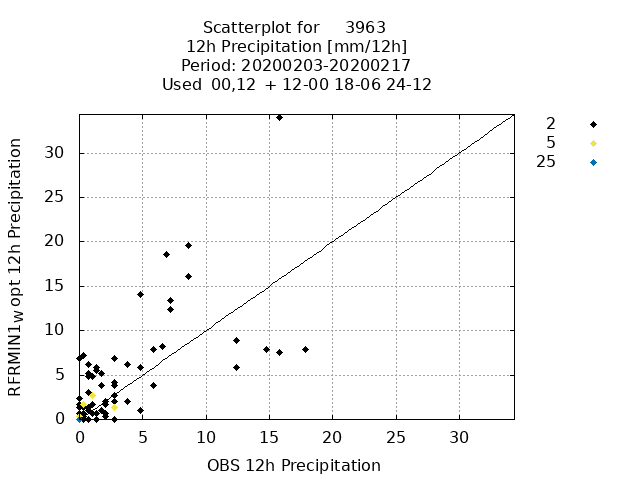 Scatterplot for 3963
12h Precipitation [mm/12h]
Period: 20200203-20200217
Used 00,12 + 12-00 18-06 24-12
2
5
25
RFRMIN1W opt 12h Precipitation
30
25
20
15
10
5
0
0 5 10 15 20 25 30
OBS 12h Precipitation